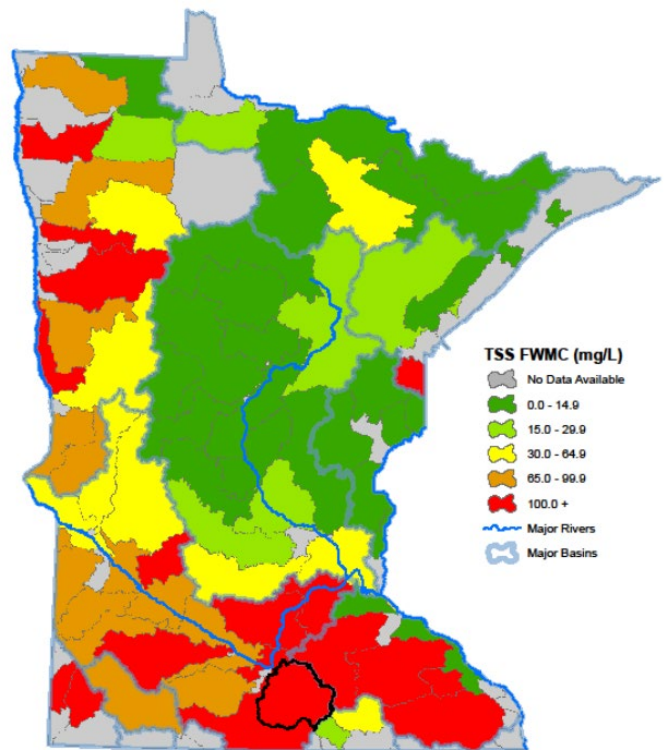 TSS FWMC (mg/L)
No Data Available
0.0 - 14.9
15.0 - 29.9
30.0 - 64.9
65.0 - 99.9
100.0 +
Major Rivers
Major Basins